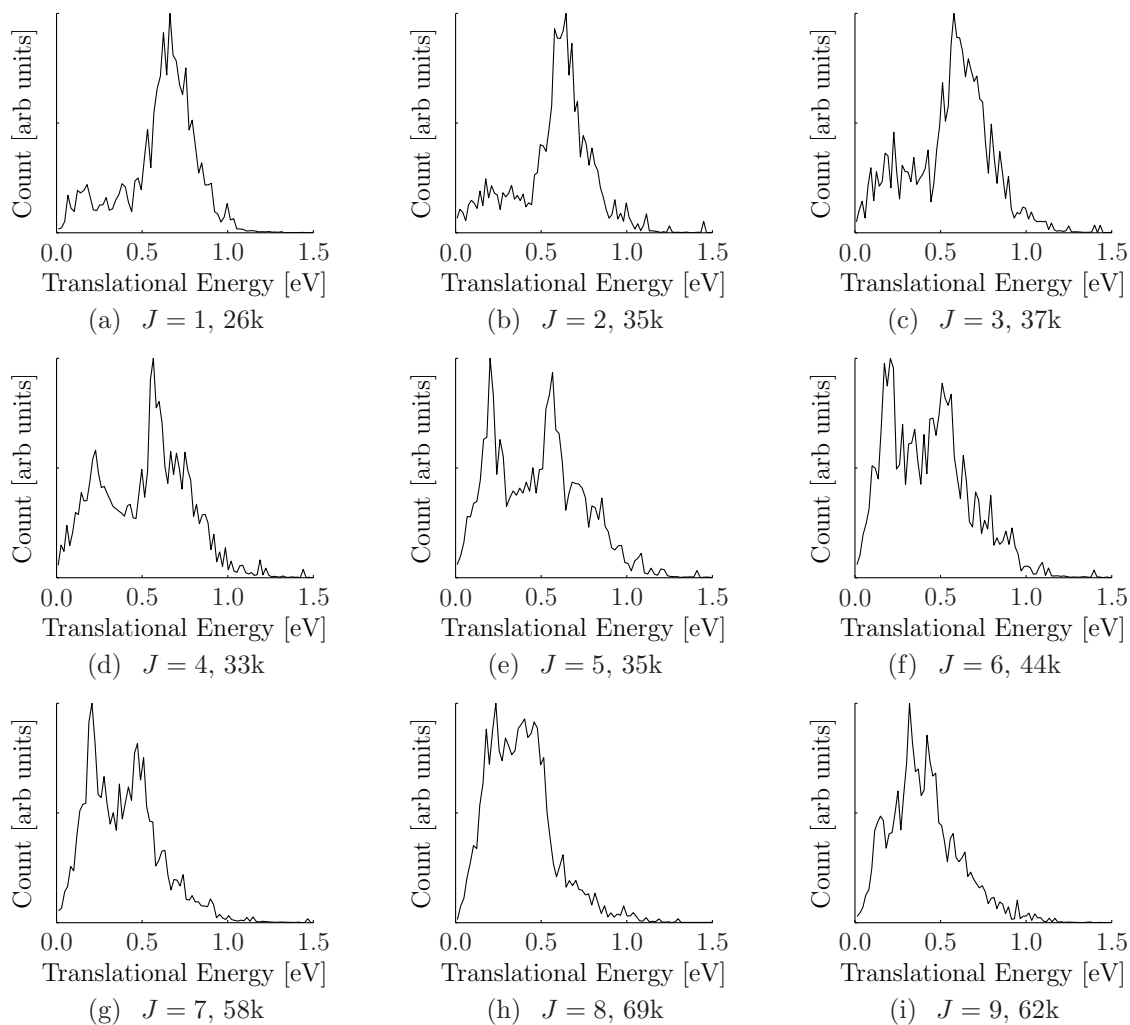 Count [arb units]
0.0 0.5 1.0 1.5
Translational Energy [eV]
(a) J = 1, 26k
Count [arb units]
0.0 0.5 1.0 1.5
Translational Energy [eV]
(b) J = 2, 35k
Count [arb units]
0.0 0.5 1.0 1.5
Translational Energy [eV]
(c) J = 3, 37k
Count [arb units]
0.0 0.5 1.0 1.5
Translational Energy [eV]
(d) J = 4, 33k
Count [arb units]
0.0 0.5 1.0 1.5
Translational Energy [eV]
(e) J = 5, 35k
Count [arb units]
0.0 0.5 1.0 1.5
Translational Energy [eV]
(f) J = 6, 44k
Count [arb units]
0.0 0.5 1.0 1.5
Translational Energy [eV]
(g) J = 7, 58k
Count [arb units]
0.0 0.5 1.0 1.5
Translational Energy [eV]
(h) J = 8, 69k
Count [arb units]
0.0 0.5 1.0 1.5
Translational Energy [eV]
(i) J = 9, 62k